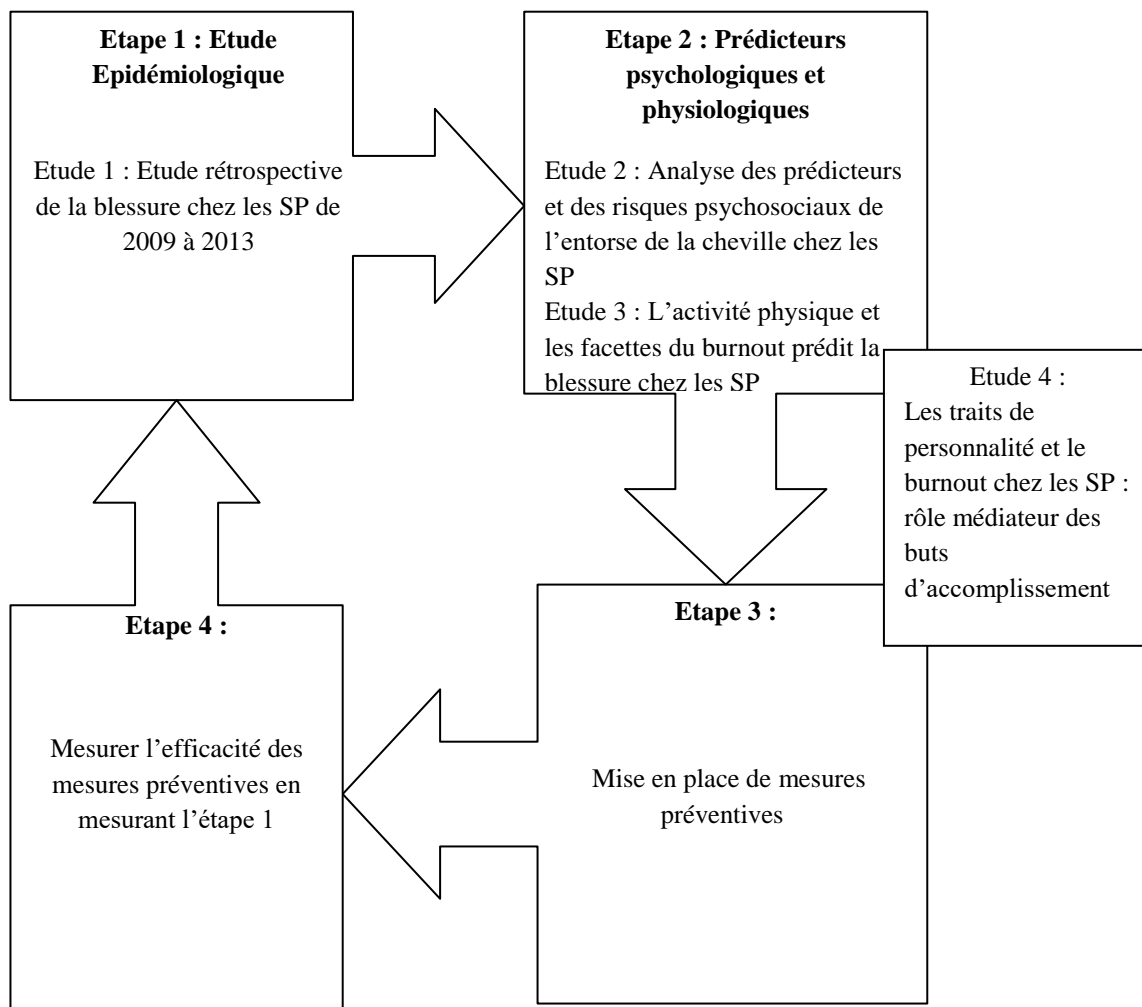 Etape 1 : Etude
Epidémiologique
Etude 1 : Etude rétrospective
de la blessure chez les SP de
2009 à 2013
Etape 2 : Prédicteurs
psychologiques et
physiologiques
Etude 2 : Analyse des prédicteurs
et des risques psychosociaux de
l’entorse de la cheville chez les
SP
Etude 3 : L’activité physique et
les facettes du burnout prédit la
blessure chez les SP
Etude 4 :
Les traits de
personnalité et le
burnout chez les SP :
rôle médiateur des
buts
d’accomplissement
Etape 3 :
Mise en place de mesures
préventives
Etape 4 :
Mesurer l’efficacité des
mesures préventives en
mesurant l’étape 1